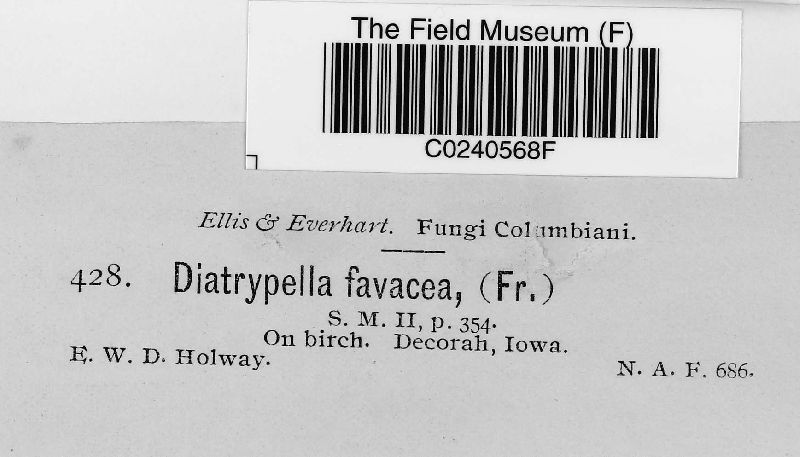 The Field Museum (F)
C0240568F
Ellis & Everhart. Fungi Columbiani.
428. Diatrypella favacea, (Fr.)
S. M. II, p. 354.
On birch. Decorah, Iowa.
E. W. D. Holway.
N. A. F. 686.